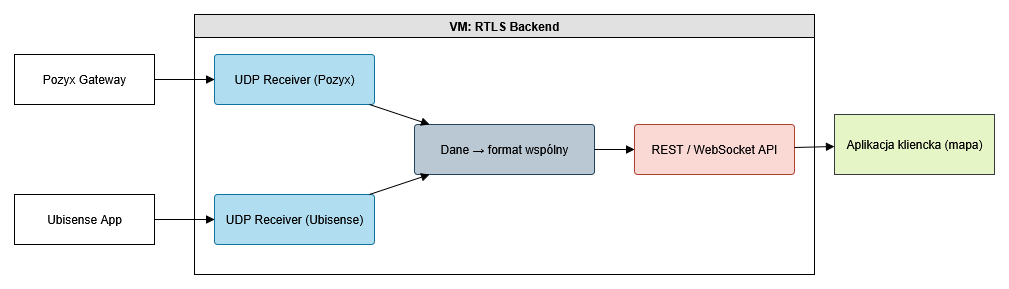 VM: RTLS Backend
Pozyx Gateway
UDP Receiver (Pozyx)
Dane → format wspólny
REST / WebSocket API
Aplikacja kliencka (mapa)
Ubisense App
UDP Receiver (Ubisense)